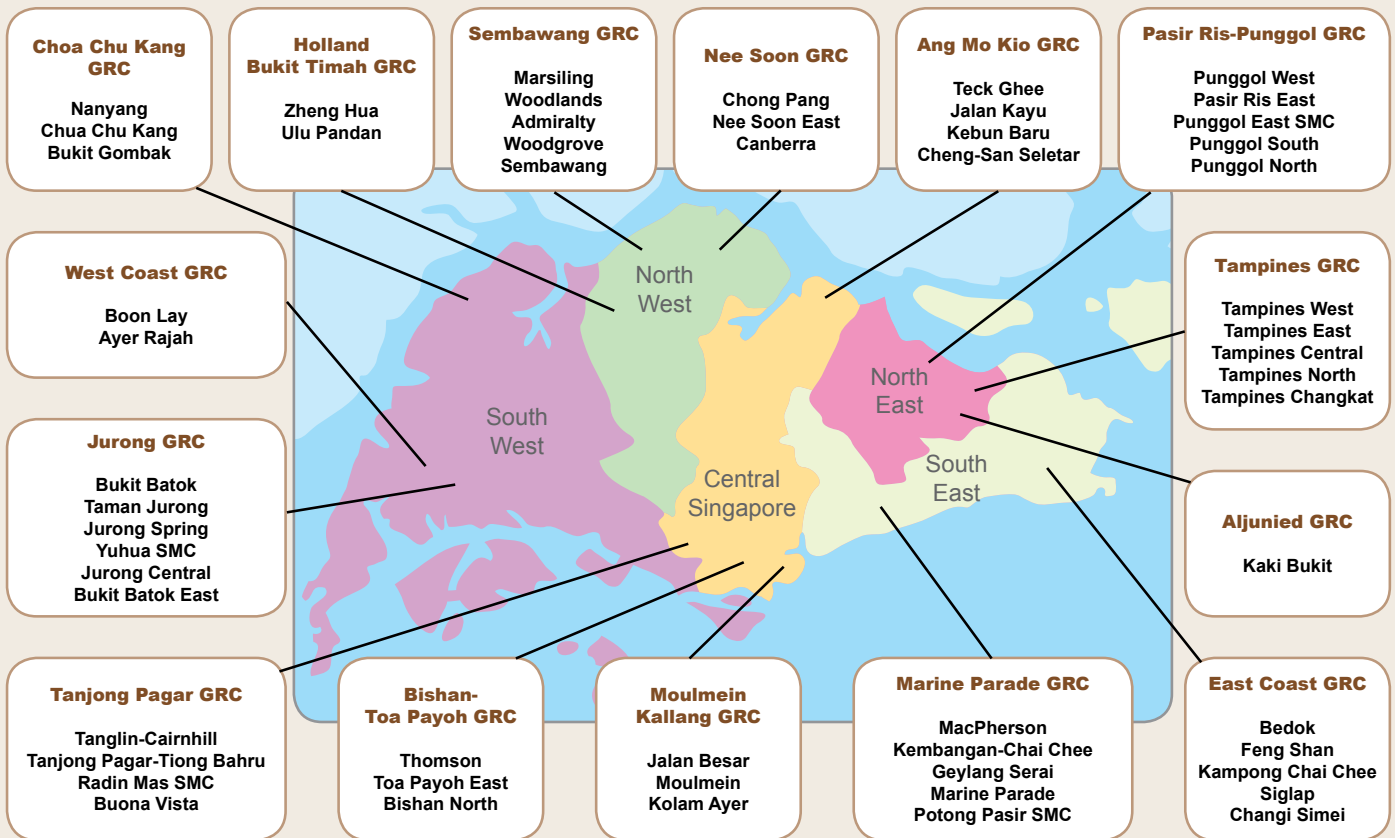 Choa Chu Kang
GRC
Nanyang
Chua Chu Kang
Bukit Gombak
Holland
Bukit Timah GRC
Zheng Hua
Ulu Pandan
Sembawang GRC
Marsiling
Woodlands
Admiralty
Woodgrove
Sembawang
Nee Soon GRC
Chong Pang
Nee Soon East
Canberra
Ang Mo Kio GRC
Teck Ghee
Jalan Kayu
Kebun Baru
Cheng-San Seletar
Pasir Ris-Punggol GRC
Punggol West
Pasir Ris East
Punggol East SMC
Punggol South
Punggol North
West Coast GRC
Boon Lay
Ayer Rajah
North
West
Tampines GRC
Tampines West
Tampines East
Tampines Central
Tampines North
Tampines Changkat
North
East
South
West
Jurong GRC
Bukit Batok
Taman Jurong
Jurong Spring
Yuhua SMC
Jurong Central
Bukit Batok East
Central
Singapore
South
East
Aljunied GRC
Kaki Bukit
Tanjong Pagar GRC
Tanglin-Cairnhill
Tanjong Pagar-Tiong Bahru
Radin Mas SMC
Buona Vista
Bishan-
Toa Payoh GRC
Thomson
Toa Payoh East
Bishan North
Moulmein
Kallang GRC
Jalan Besar
Moulmein
Kolam Ayer
Marine Parade GRC
MacPherson
Kembangan-Chai Chee
Geylang Serai
Marine Parade
Potong Pasir SMC
East Coast GRC
Bedok
Feng Shan
Kampong Chai Chee
Siglap
Changi Simei